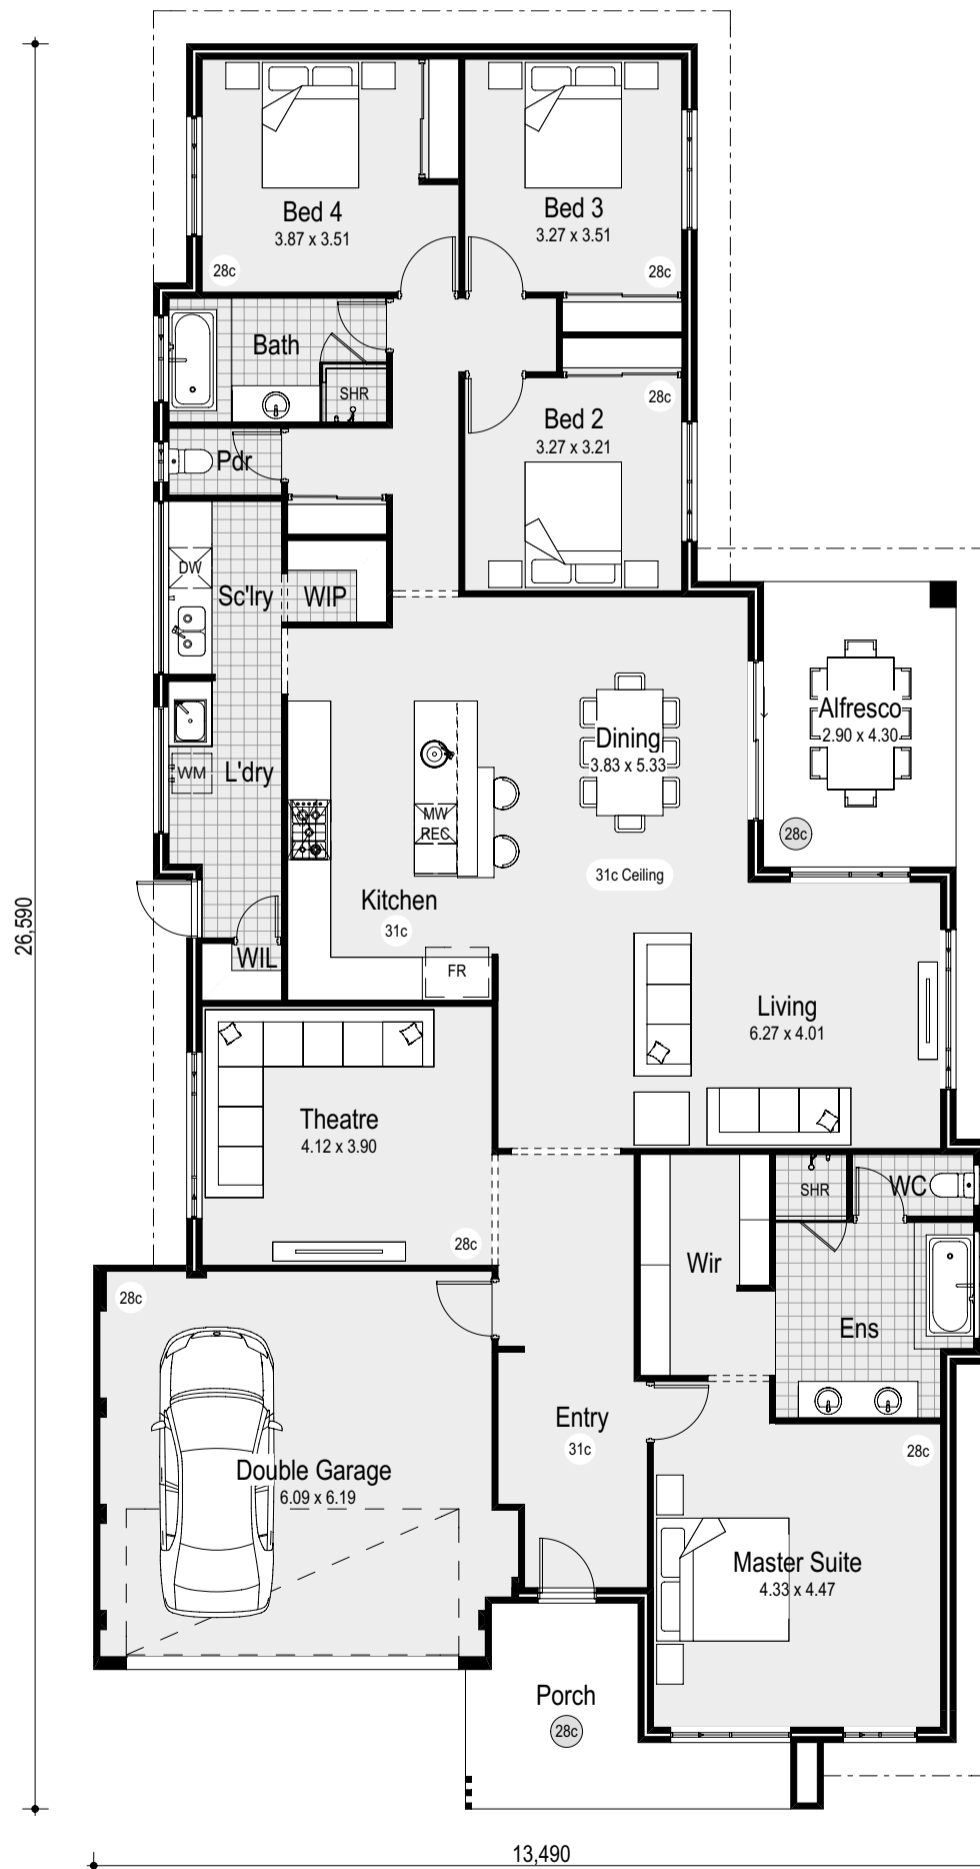 Bed 4
3.87 x 3.51
28c
Bed 3
3.27 x 3.51
28c
Bath
SHR
28c
Bed 2
3.27 x 3.21
Pdr
DW
Sc'lry
WIP
Alfresco
2.90 x 4.30
28c
Dining
3.83 x 5.33
WM
L'dry
MW
REC
31c Ceiling
Kitchen
31c
26,590
WIL
FR
Living
6.27 x 4.01
Theatre
4.12 x 3.90
28c
SHR
WC
Wir
28c
Ens
Entry
31c
28c
Double Garage
6.09 x 6.19
Master Suite
4.33 x 4.47
Porch
28c
13,490